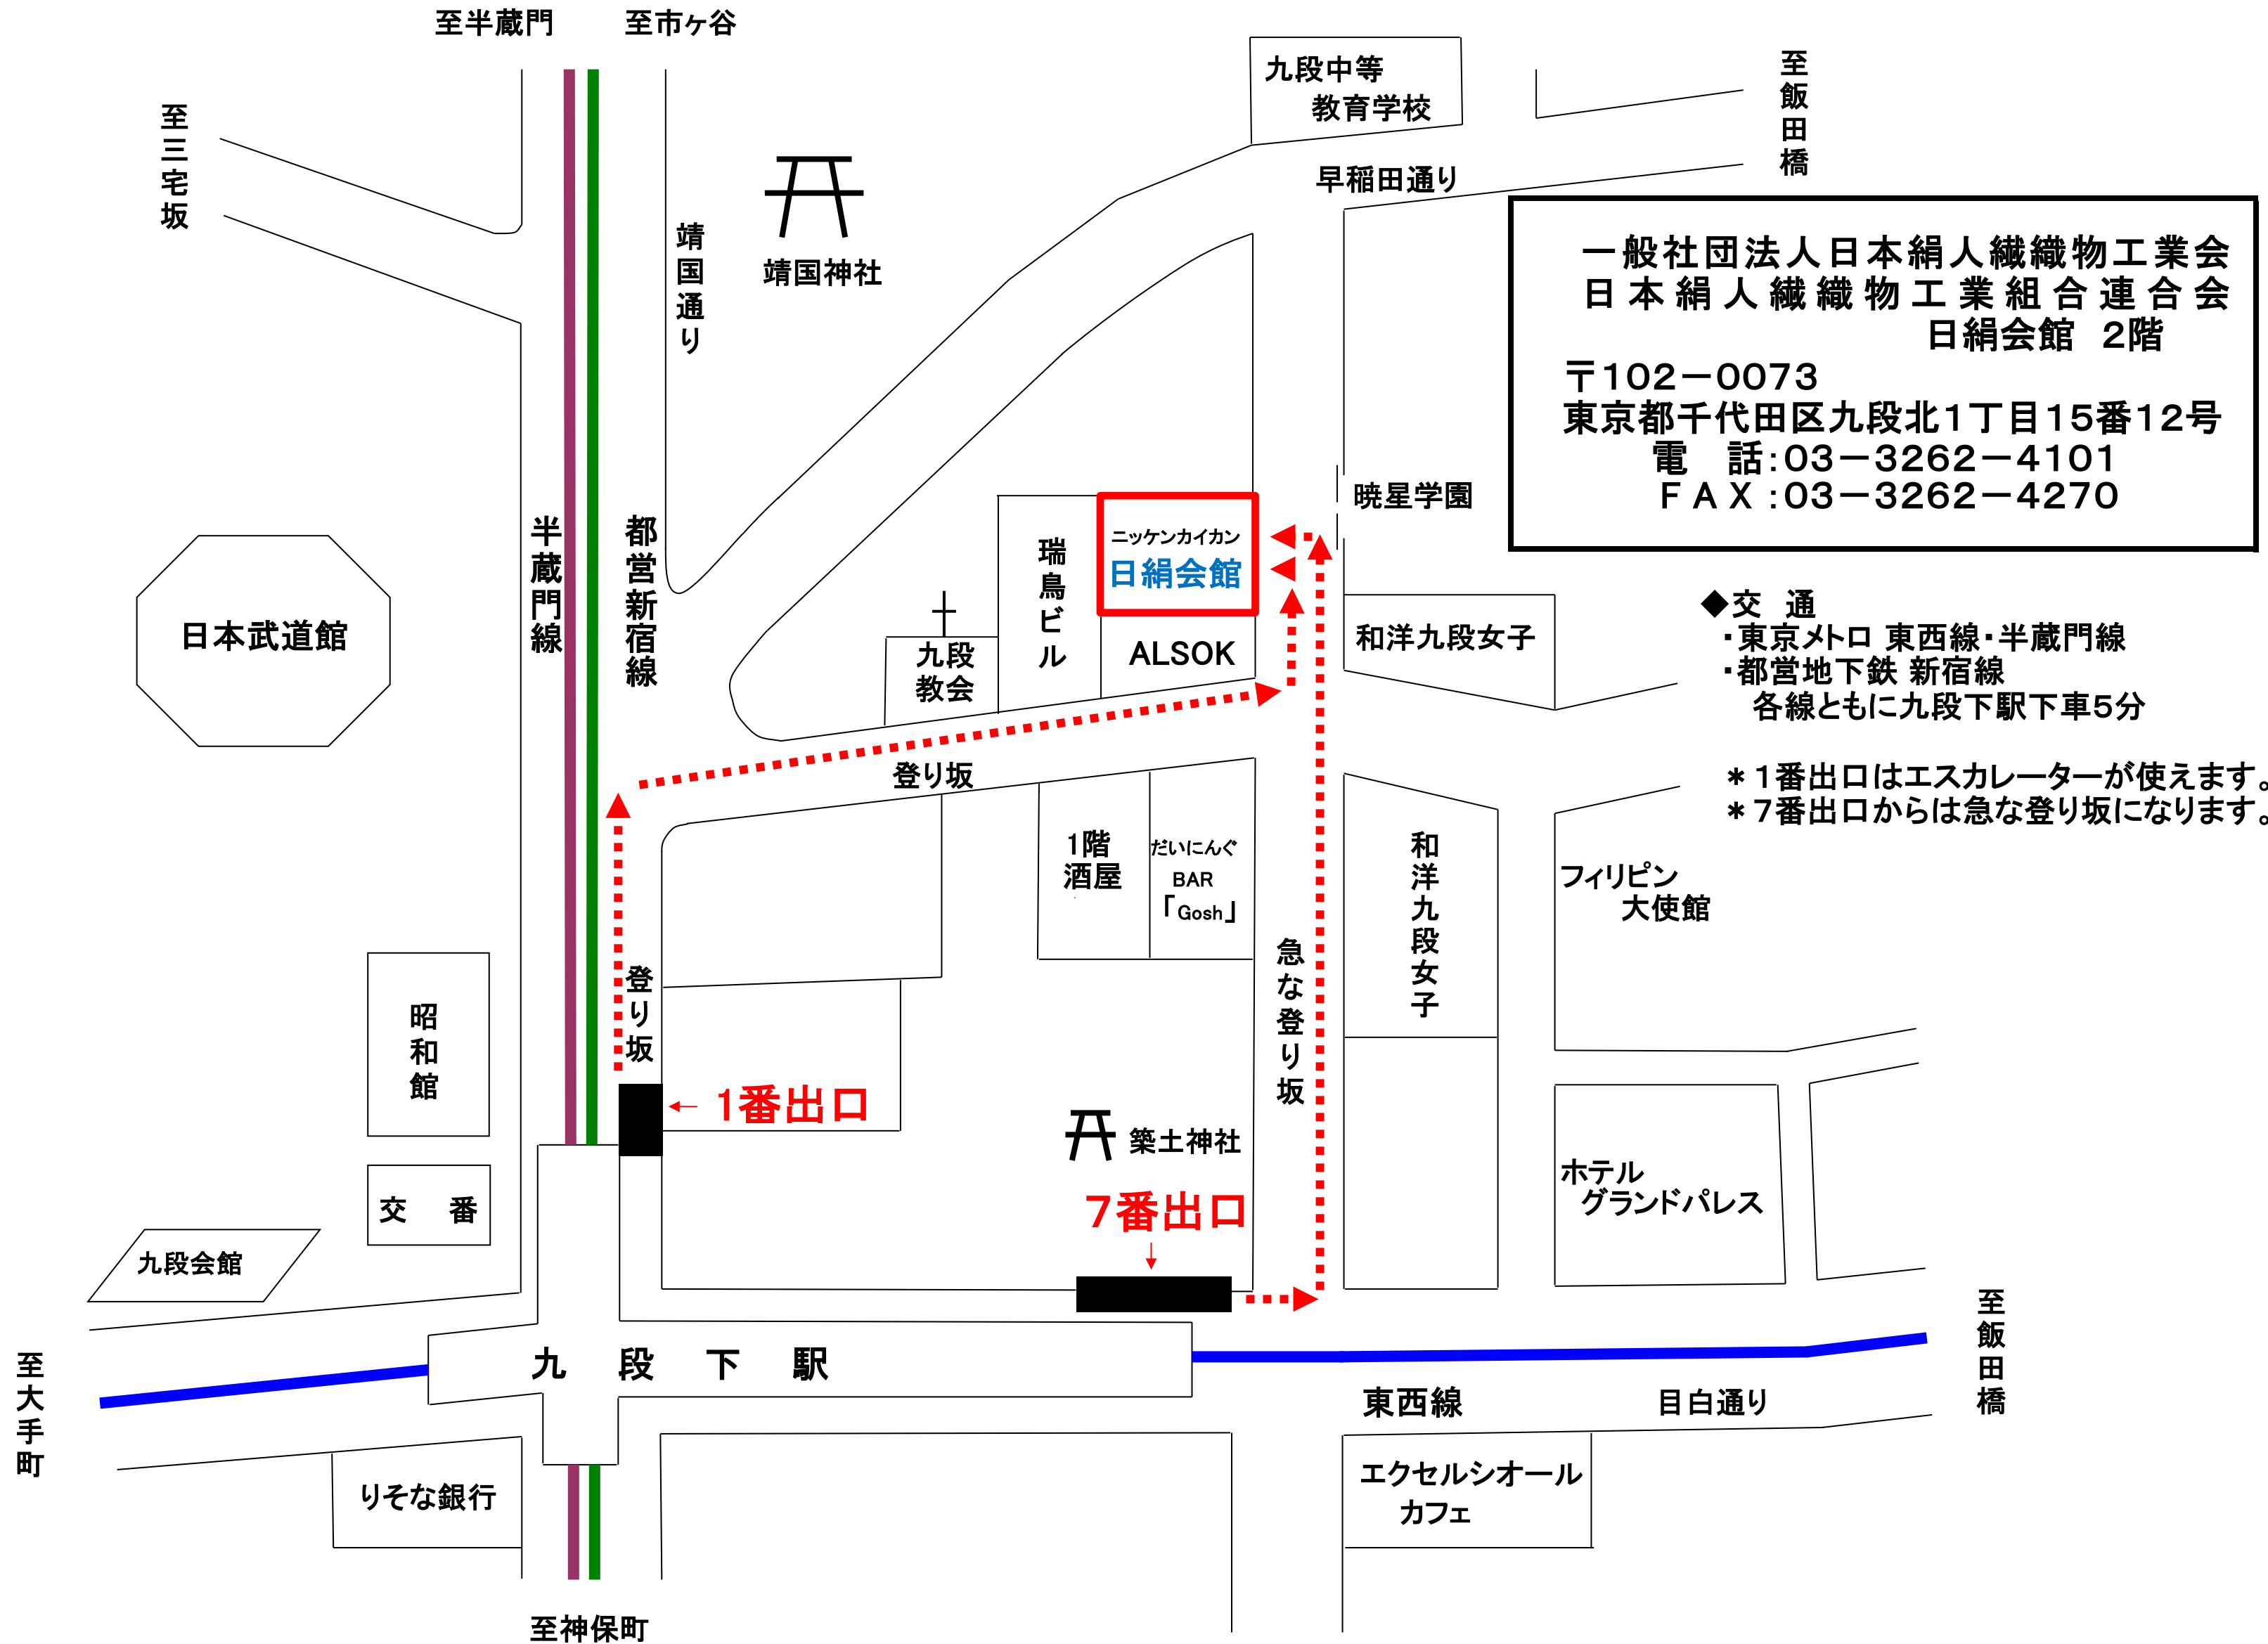 至半蔵門
至市ヶ谷
九段中等
教育学校
至飯田橋
至三宅坂
早稲田通り
靖国通り
靖国神社
一般社団法人日本絹人繊織物工業会
日本絹人繊織物工業組合連合会
日絹会館 2階
〒102－0073
東京都千代田区九段北1丁目15番12号
電 話：03－3262－4101
ＦＡＸ：03－3262－4270
半蔵門線
都営新宿線
暁星学園
ニッケンカイカン
日絹会館
瑞鳥ビル
九段
教会
ALSOK
和洋九段女子
日本武道館
◆交 通
・東京メトロ 東西線・半蔵門線
・都営地下鉄 新宿線
各線ともに九段下駅下車5分
＊1番出口はエスカレーターが使えます。
＊7番出口からは急な登り坂になります。
登り坂
1階
酒屋
だいにんぐ
BAR
「Gosh」
和洋九段女子
フィリピン
大使館
登り坂
急な登り坂
昭和館
←1番出口
築土神社
7番出口
↓
ホテル
グランドパレス
交 番
九段会館
至飯田橋
九段下駅
至大手町
東西線
目白通り
りそな銀行
エクセルシオール
カフェ
至神保町